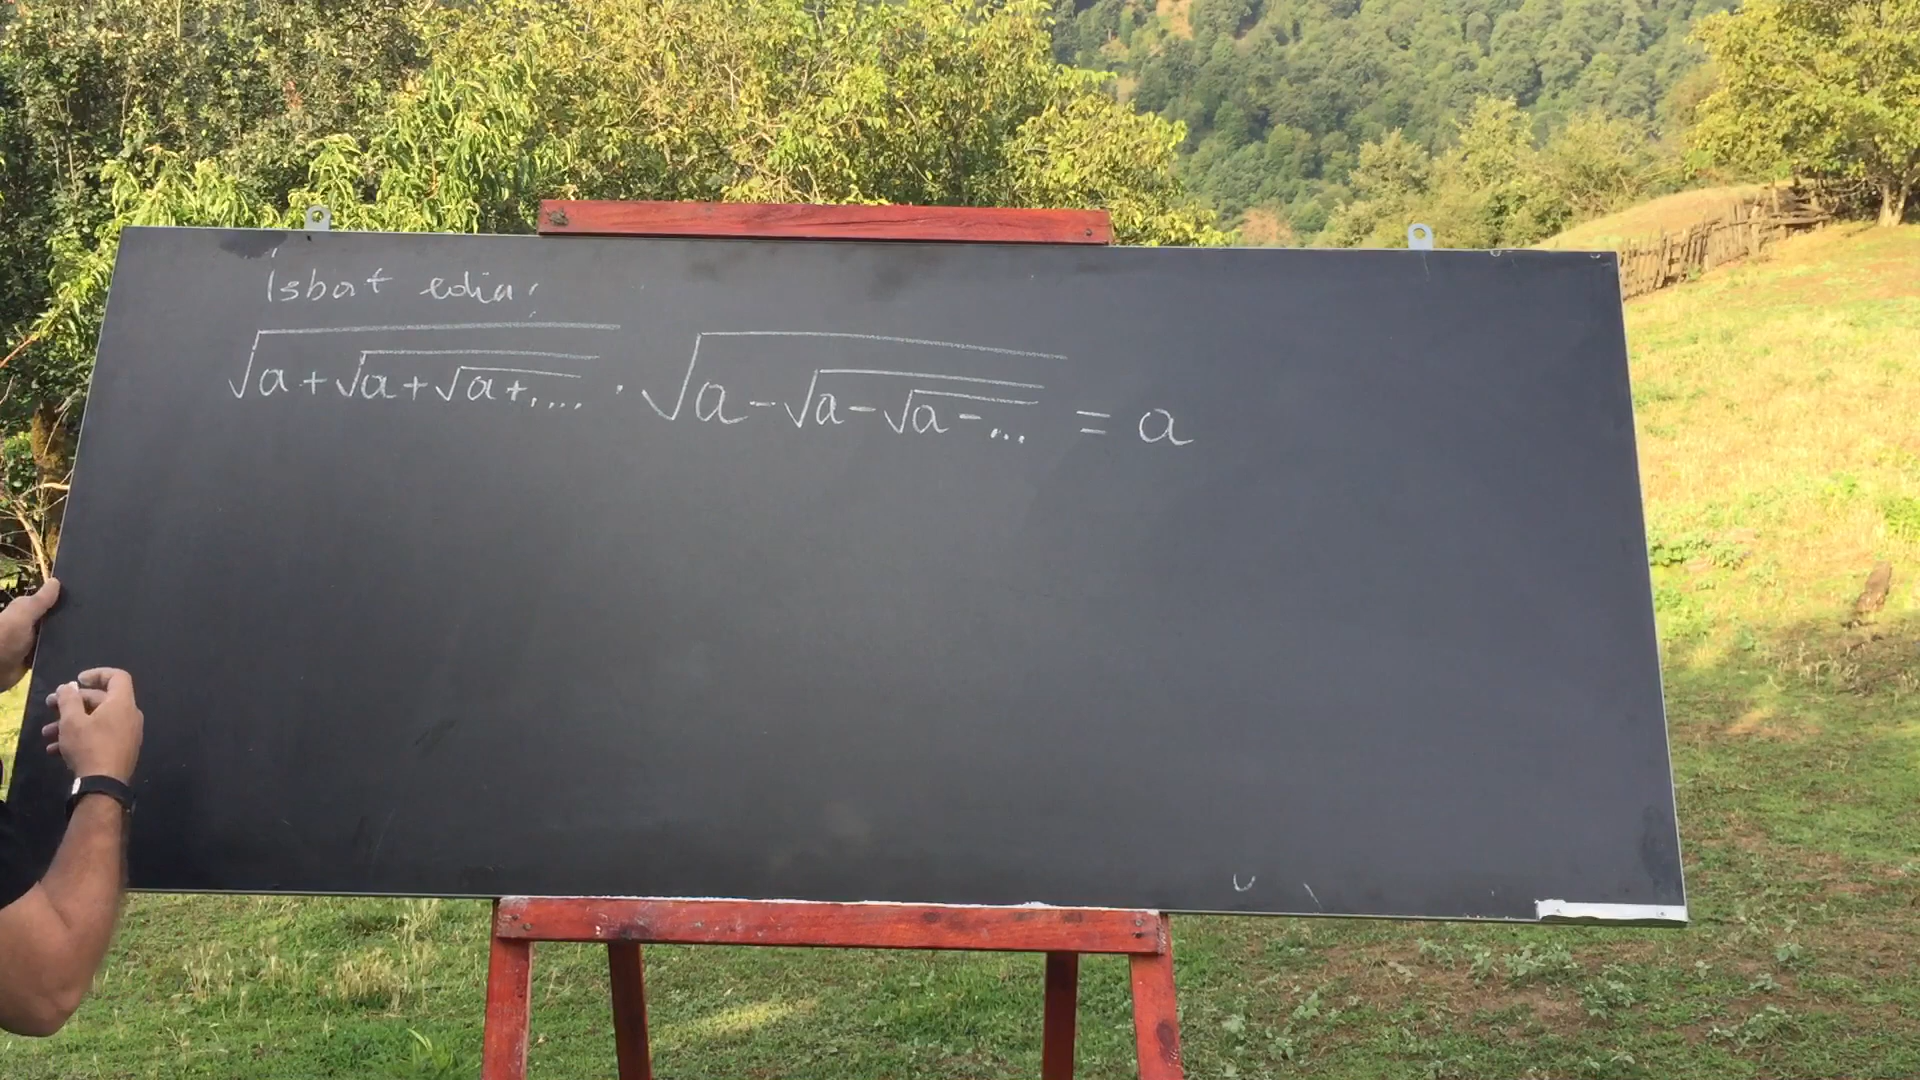 İsbat edin:
√(a+√(a+√(a+....))) · √(a-√(a-√(a-...))) = a